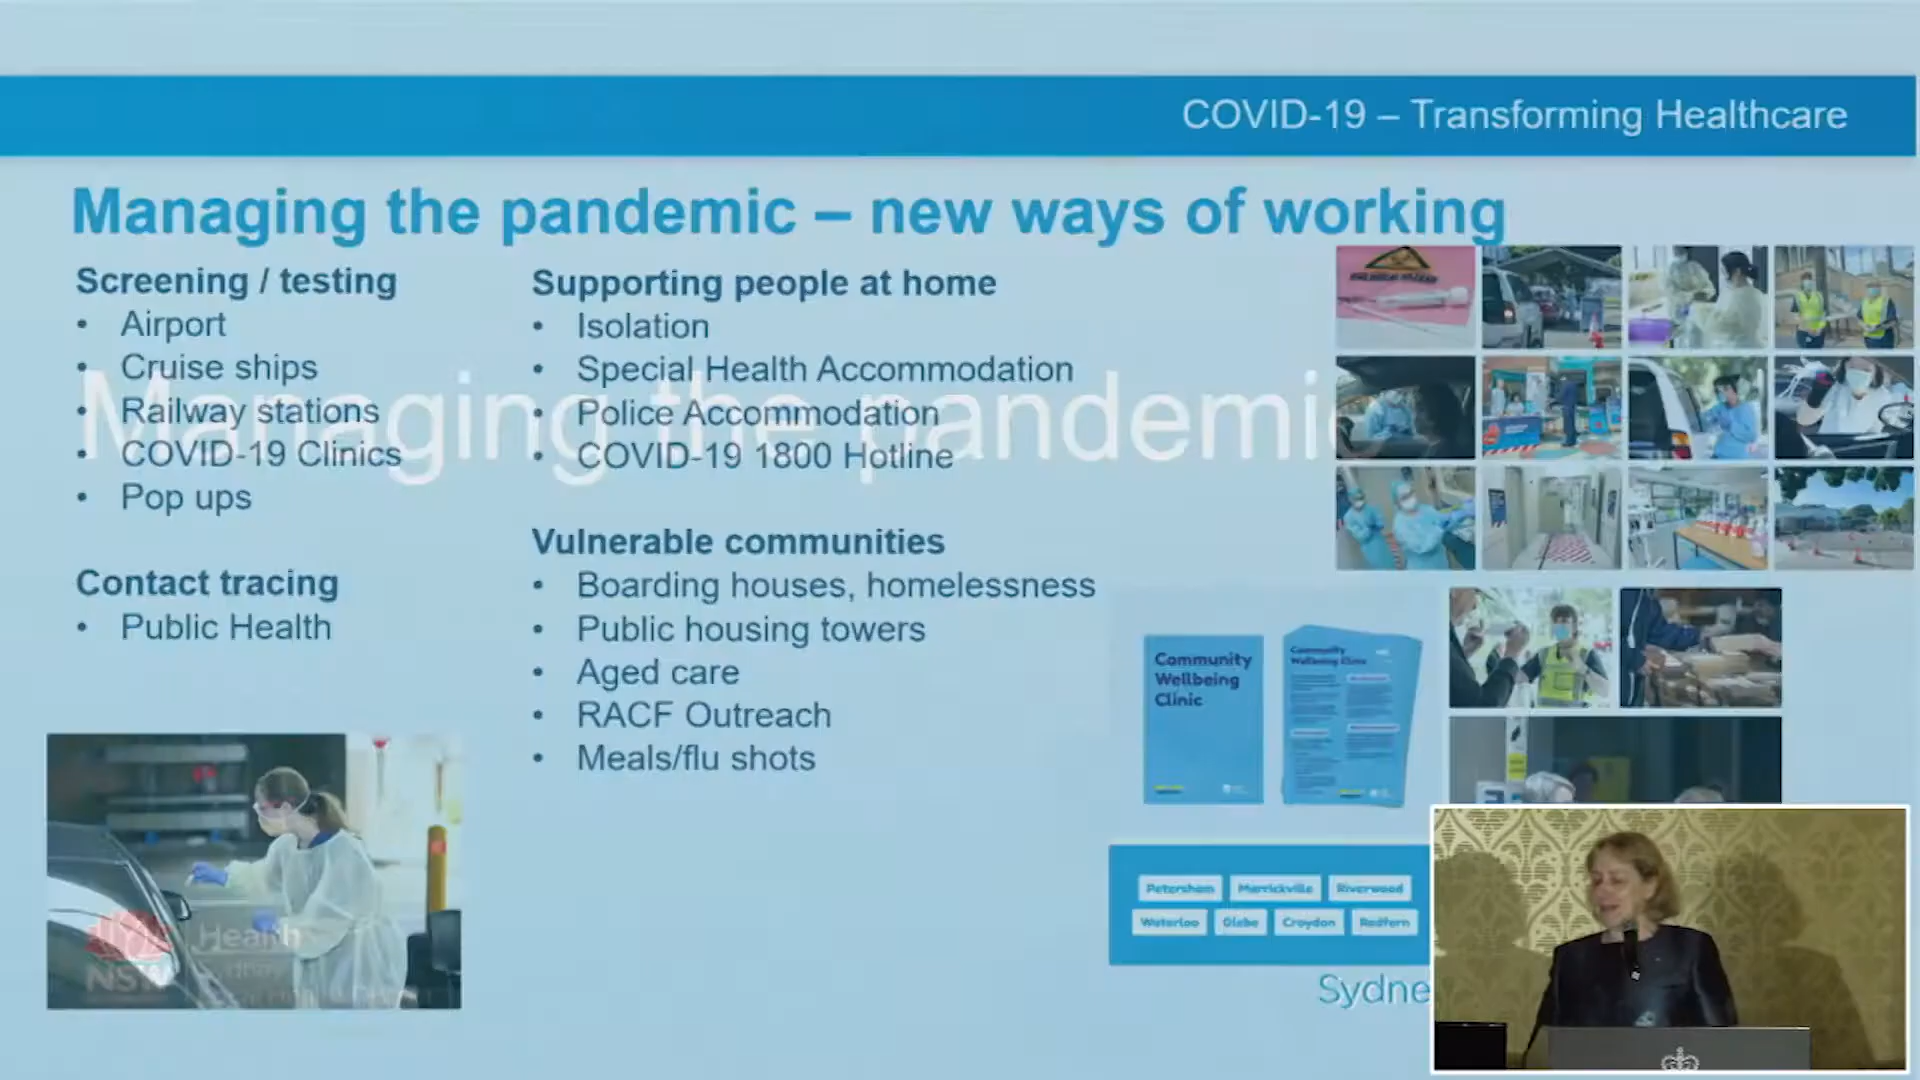 COVID-19 – Transforming Healthcare
Managing the pandemic – new ways of working
Screening / testing
• Airport
• Cruise ships
• Railway stations
• COVID-19 Clinics
• Pop ups
Contact tracing
• Public Health
Supporting people at home
• Isolation
• Special Health Accommodation
• Police Accommodation
• COVID-19 1800 Hotline
Vulnerable communities
• Boarding houses, homelessness
• Public housing towers
• Aged care
• RACF Outreach
• Meals/flu shots
Managing the pandemic
Community
Wellbeing
Clinic
Community
Wellbeing Clinic
Petersham Marrickville Riverwood
Waterloo Glebe Croydon Redfern
Health
NSW
Sydne